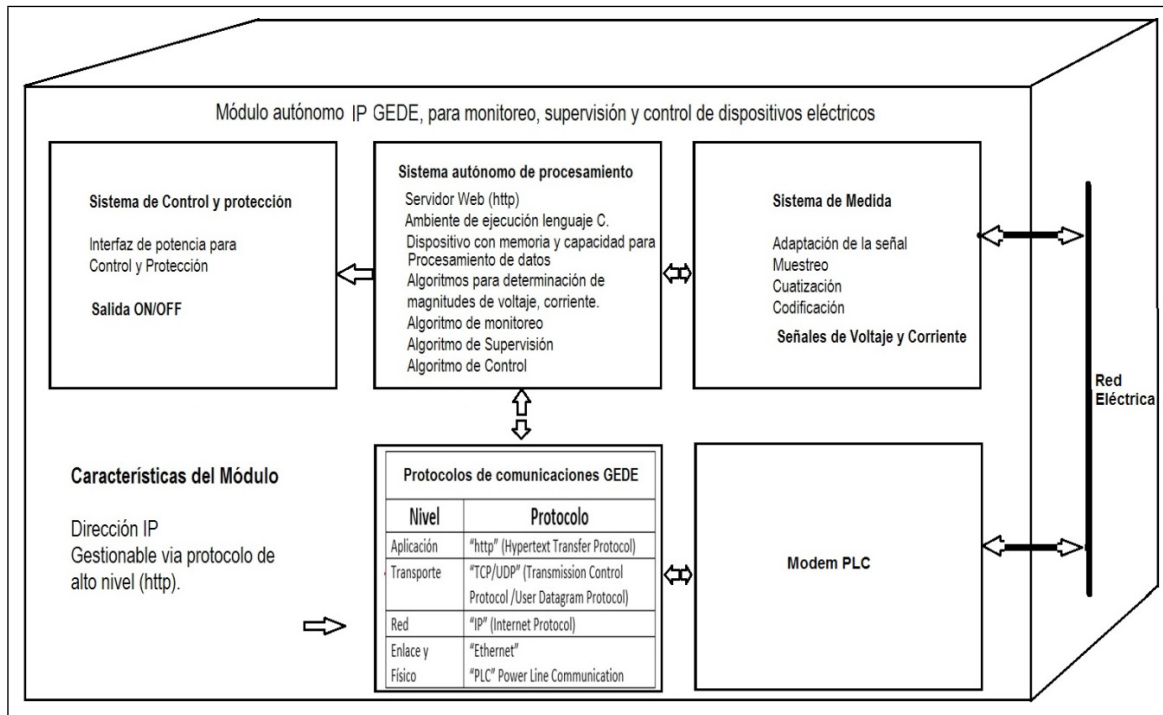 Módulo autónomo IP GEDE, para monitoreo, supervisión y control de dispositivos eléctricos
Sistema de Control y protección
Interfaz de potencia para
Control y Protección
Salida ON/OFF
Sistema autónomo de procesamiento
Servidor Web (http)
Ambiente de ejecución lenguaje C.
Dispositivo con memoria y capacidad para
Procesamiento de datos
Algoritmos para determinación de
magnitudes de voltaje, corriente.
Algoritmo de monitoreo
Algoritmo de Supervisión
Algoritmo de Control
Sistema de Medida
Adaptación de la señal
Muestreo
Cuatización
Codificación
Señales de Voltaje y Corriente
Red
Eléctrica
Características del Módulo
Dirección IP
Gestionable via protocolo de
alto nivel (http).
Protocolos de comunicaciones GEDE
Nivel Protocolo
Aplicación "http" (Hypertext Transfer Protocol)
Transporte "TCP/UDP" (Transmission Control
Protocol /User Datagram Protocol)
Red "IP" (Internet Protocol)
Enlace y "Ethernet"
Físico "PLC" Power Line Communication
Modem PLC